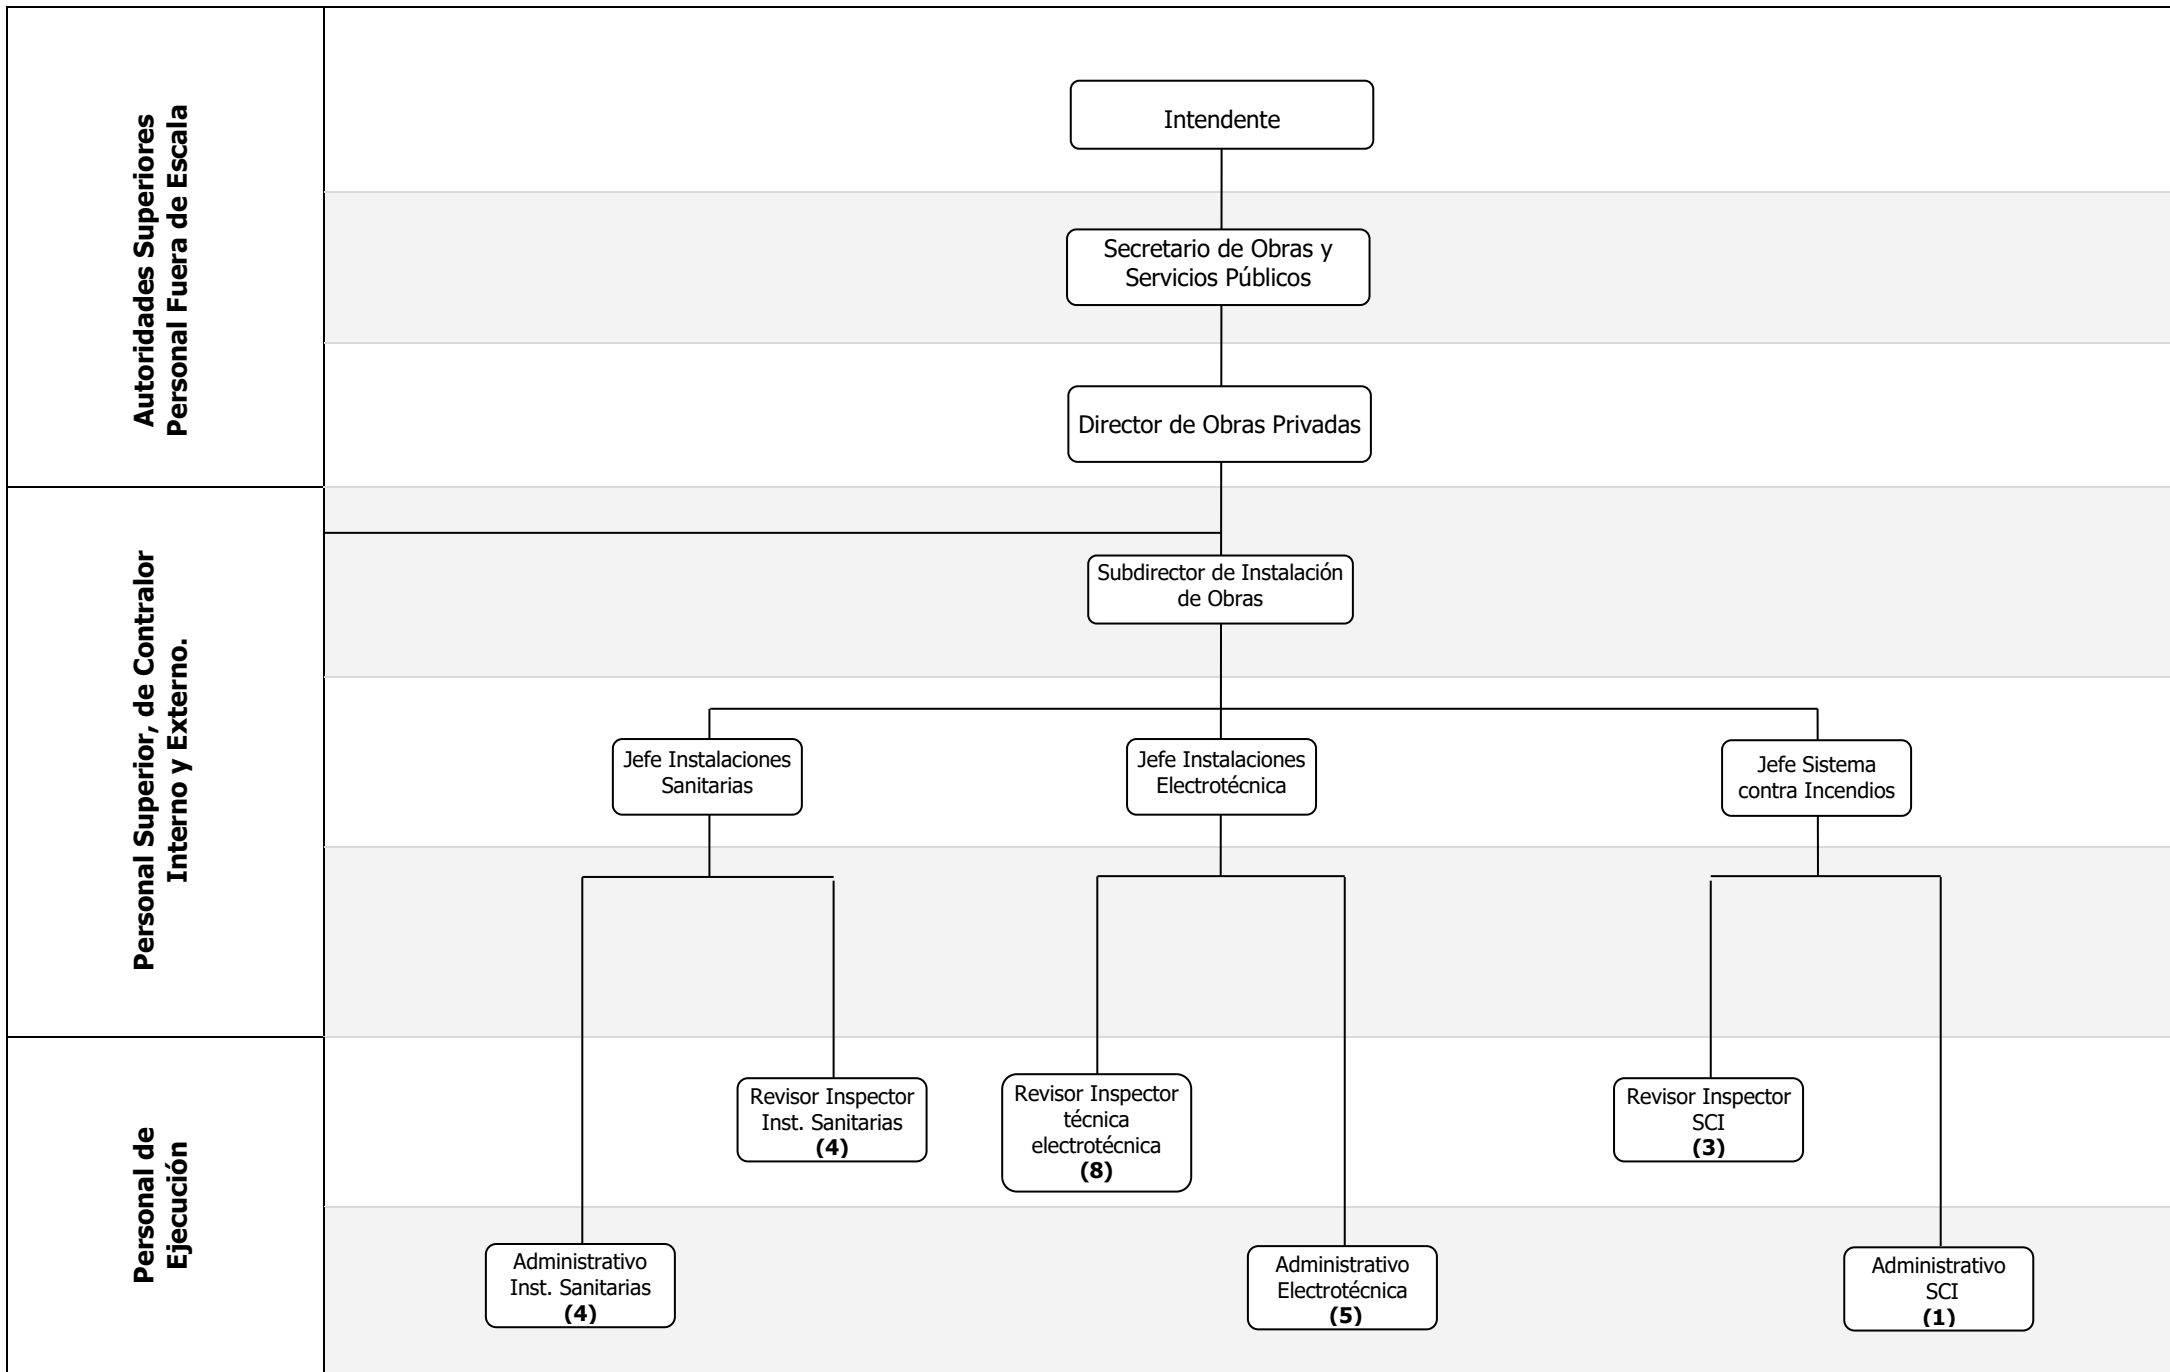 Autoridades Superiores
Personal Fuera de Escala
Intendente
Secretario de Obras y
Servicios Públicos
Director de Obras Privadas
Personal Superior, de Contralor
Interno y Externo.
Subdirector de Instalación
de Obras
Jefe Instalaciones
Sanitarias
Jefe Instalaciones
Electrotécnica
Jefe Sistema
contra Incendios
Personal de
Ejecución
Revisor Inspector
Inst. Sanitarias
(4)
Revisor Inspector
técnica
electrotécnica
(8)
Revisor Inspector
SCI
(3)
Administrativo
Inst. Sanitarias
(4)
Administrativo
Electrotécnica
(5)
Administrativo
SCI
(1)